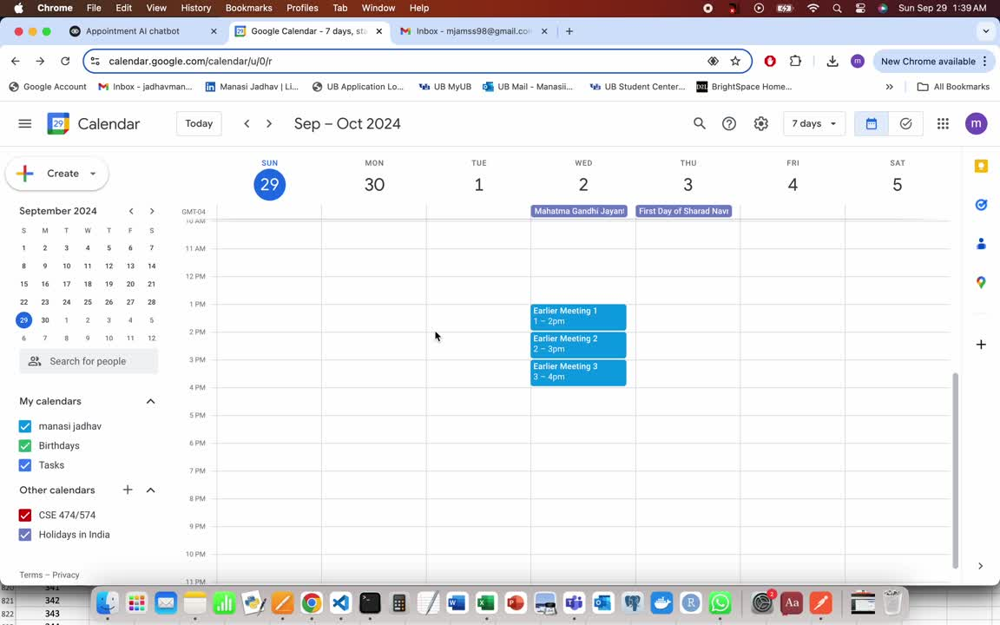 Chrome File Edit View History Bookmarks Profiles Tab Window Help Sun Sep 29 1:39 AM
Appointment AI chatbot
Google Calendar - 7 days, sta
Inbox - mjamss98@gmail.co
calendar.google.com/calendar/u/0/r
New Chrome available
Google Account
Inbox - jadhavman...
Manasi Jadhav | Li...
UB Application Lo...
UB MyUB
UB Mail - Manasii...
UB Student Center...
BrightSpace Home...
All Bookmarks
29 Calendar
Today
Sep – Oct 2024
7 days
m
Create
September 2024
S M T W T F S
1 2 3 4 5 6 7
8 9 10 11 12 13 14
15 16 17 18 19 20 21
22 23 24 25 26 27 28
29 30 1 2 3 4 5
6 7 8 9 10 11 12
Search for people
My calendars
manasi jadhav
Birthdays
Tasks
Other calendars
CSE 474/574
Holidays in India
Terms – Privacy
SUN MON TUE WED THU FRI SAT
29 30 1 2 3 4 5
GMT-04
Mahatma Gandhi Jayant
First Day of Sharad Navr
10 AM
11 AM
12 PM
1 PM
Earlier Meeting 1
1 – 2pm
2 PM
Earlier Meeting 2
2 – 3pm
3 PM
Earlier Meeting 3
3 – 4pm
4 PM
5 PM
6 PM
7 PM
8 PM
9 PM
10 PM
11 PM
820 341
821 342
822 343